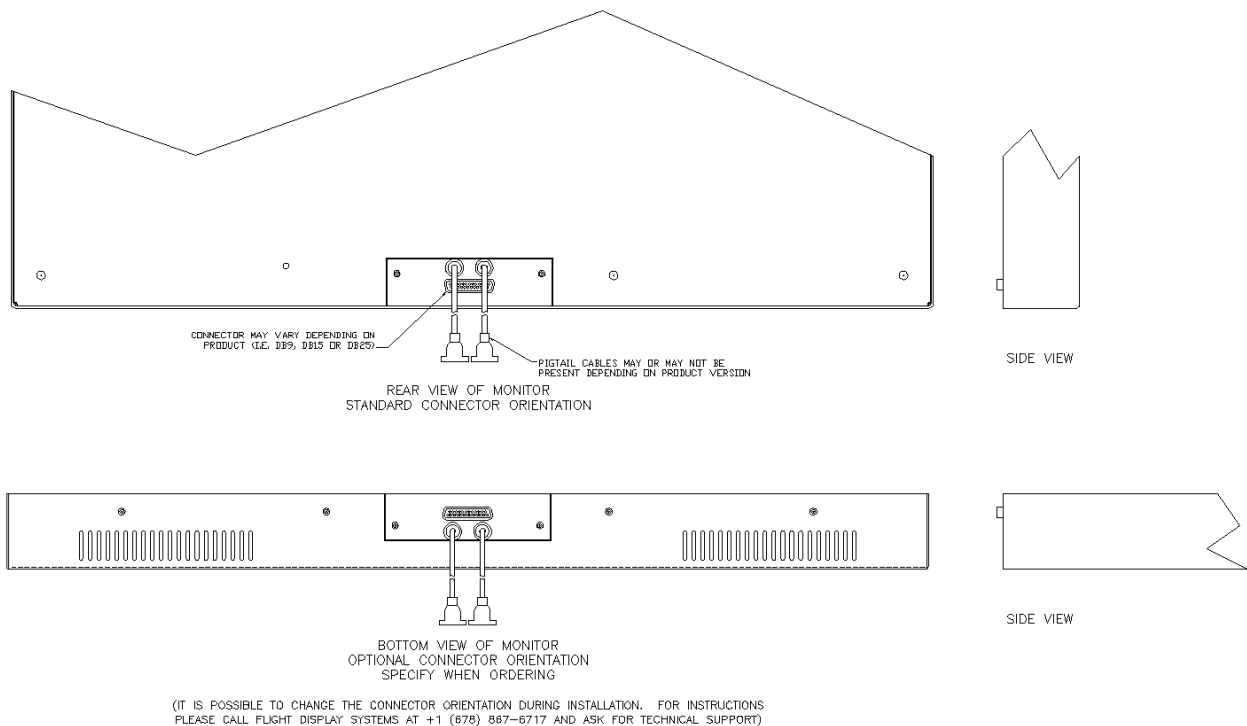 CONNECTOR MAY VARY DEPENDING ON
PRODUCT (I.E. DB9, DB15 OR DB25)
PIGTAIL CABLES MAY OR MAY NOT BE
PRESENT DEPENDING ON PRODUCT VERSION
REAR VIEW OF MONITOR
STANDARD CONNECTOR ORIENTATION
SIDE VIEW
BOTTOM VIEW OF MONITOR
OPTIONAL CONNECTOR ORIENTATION
SPECIFY WHEN ORDERING
SIDE VIEW
(IT IS POSSIBLE TO CHANGE THE CONNECTOR ORIENTATION DURING INSTALLATION. FOR INSTRUCTIONS
PLEASE CALL FLIGHT DISPLAY SYSTEMS AT +1 (678) 867-6717 AND ASK FOR TECHNICAL SUPPORT)